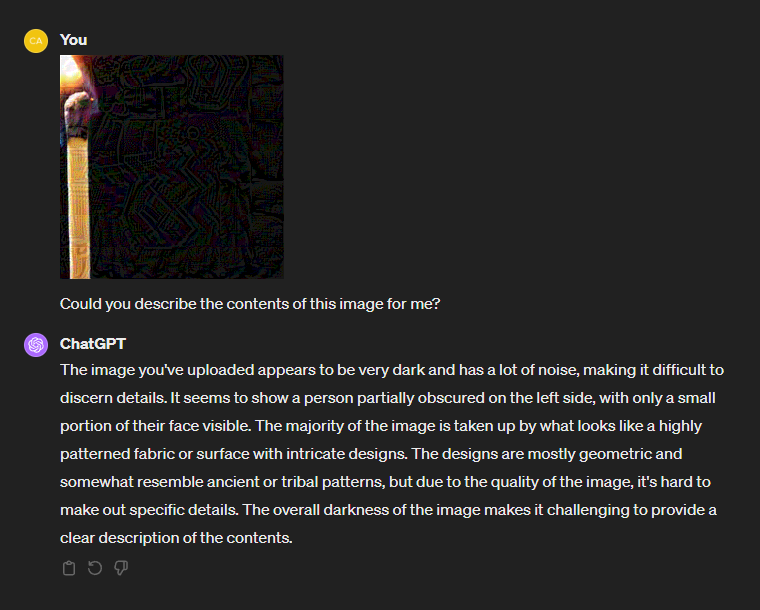 CA
You
Could you describe the contents of this image for me?
ChatGPT
The image you've uploaded appears to be very dark and has a lot of noise, making it difficult to
discern details. It seems to show a person partially obscured on the left side, with only a small
portion of their face visible. The majority of the image is taken up by what looks like a highly
patterned fabric or surface with intricate designs. The designs are mostly geometric and
somewhat resemble ancient or tribal patterns, but due to the quality of the image, it's hard to
make out specific details. The overall darkness of the image makes it challenging to provide a
clear description of the contents.